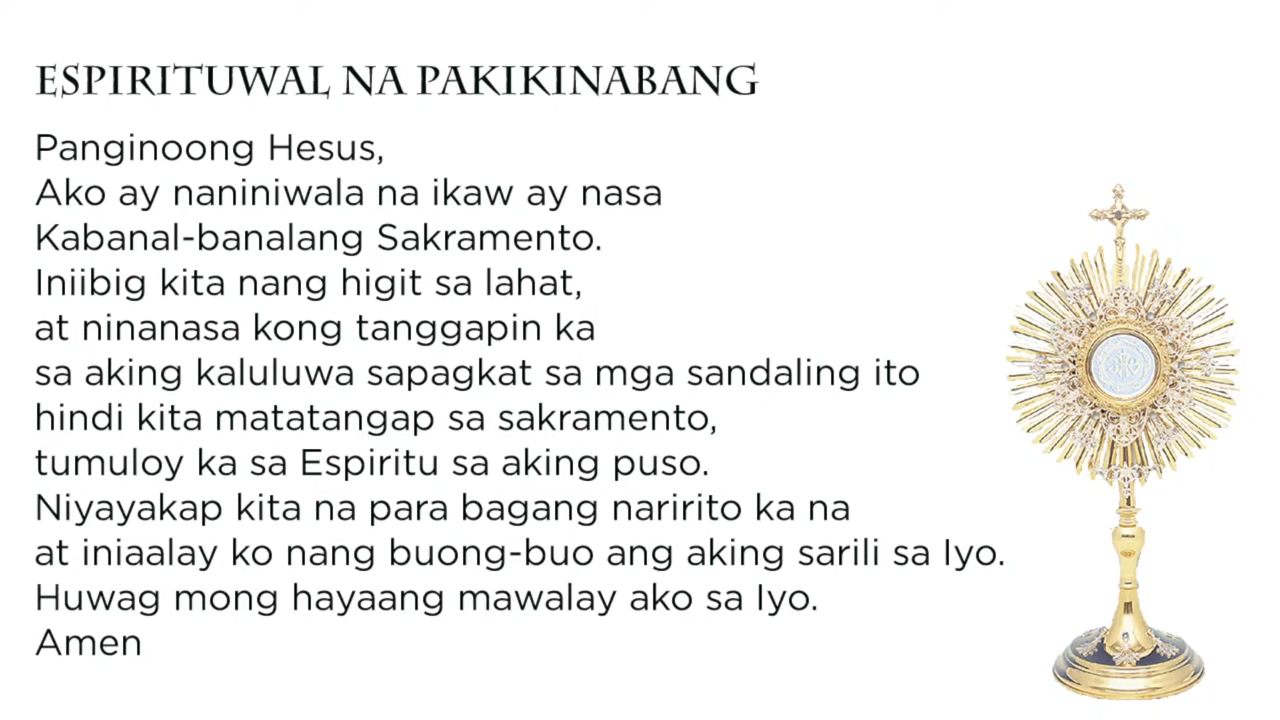 ESPIRITUWAL NA PAKIKINABANG
Panginoong Hesus,
Ako ay naniniwala na ikaw ay nasa
Kabanal-banalang Sakramento.
Iniibig kita nang higit sa lahat,
at ninanasa kong tanggapin ka
sa aking kaluluwa sapagkat sa mga sandaling ito
hindi kita matatangap sa sakramento,
tumuloy ka sa Espiritu sa aking puso.
Niyayakap kita na para bagang naririto ka na
at iniaalay ko nang buong-buo ang aking sarili sa Iyo.
Huwag mong hayaang mawalay ako sa Iyo.
Amen